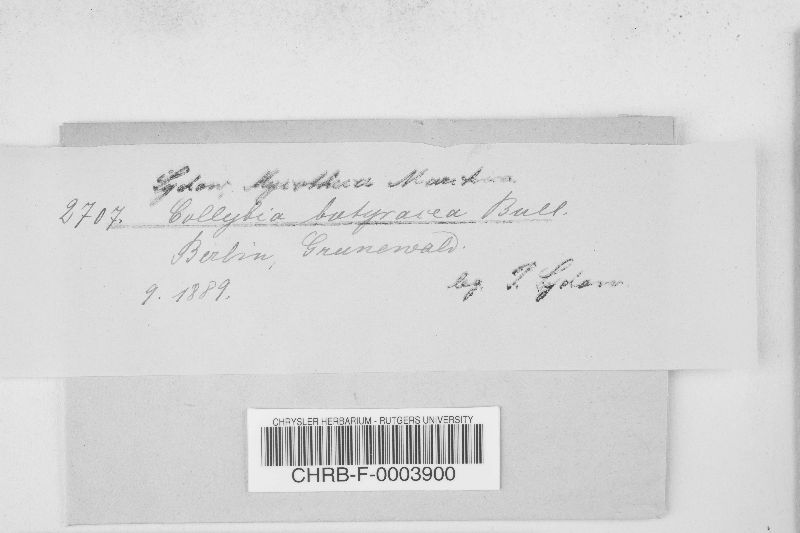 Sydow, Mycotheca Marchica
2707. Collybia butyracea Bull.
Berlin, Grunewald.
9. 1889.
leg. P. Sydow.
CHRYSLER HERBARIUM - RUTGERS UNIVERSITY
CHRB-F-0003900